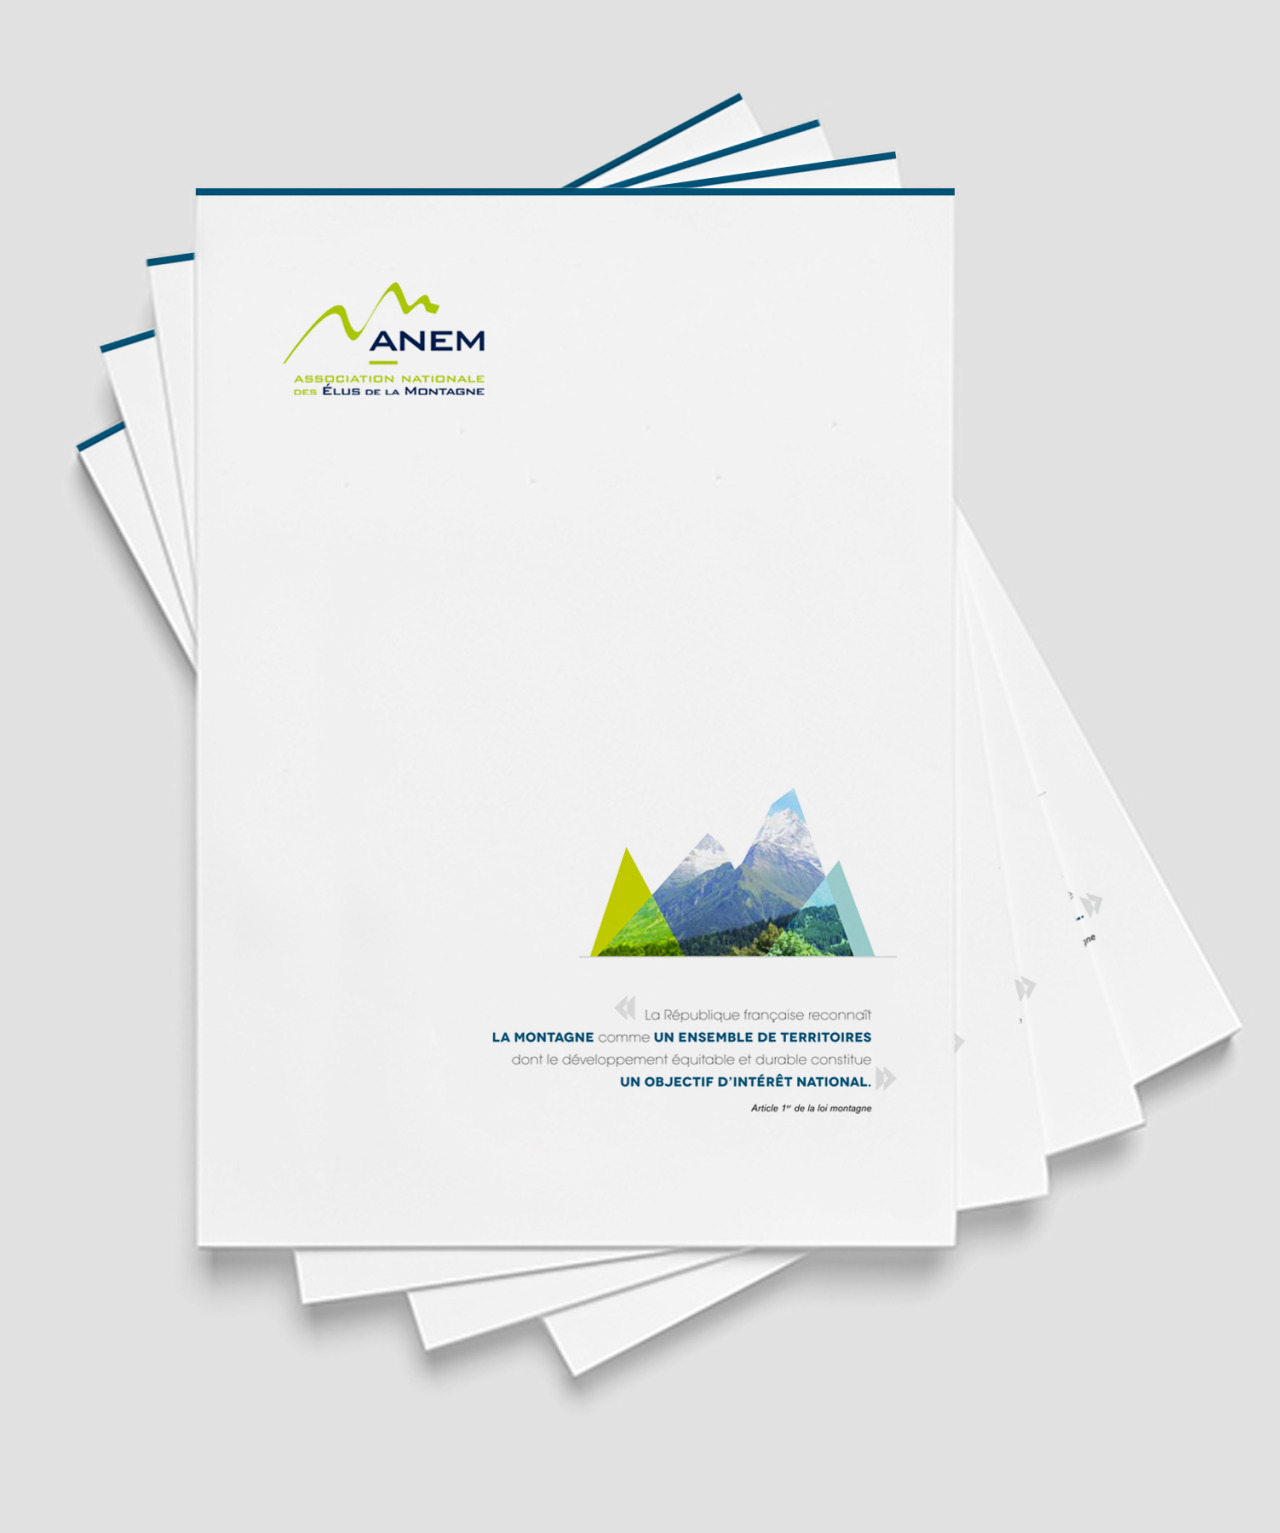 ANEM
ASSOCIATION NATIONALE
DES ÉLUS DE LA MONTAGNE
« La République française reconnaît
LA MONTAGNE comme UN ENSEMBLE DE TERRITOIRES
dont le développement équitable et durable constitue
UN OBJECTIF D'INTÉRÊT NATIONAL. »
Article 1er de la loi montagne